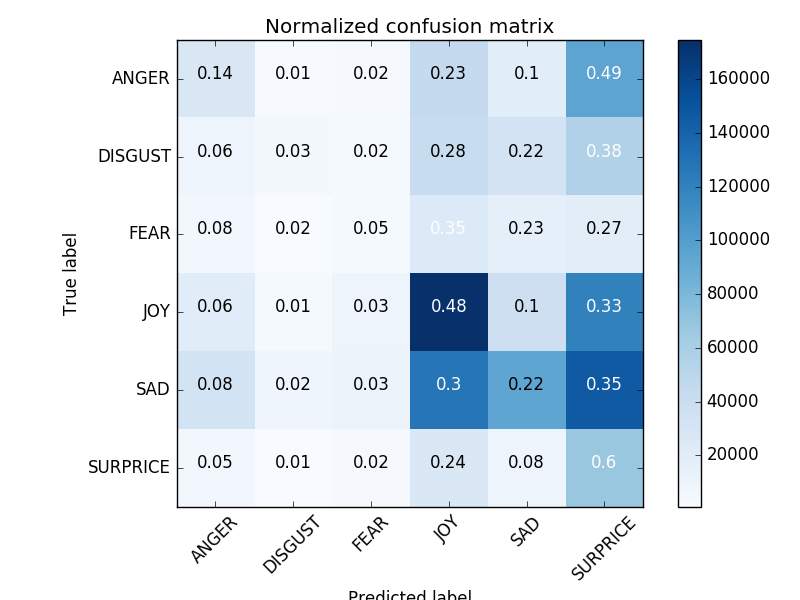 Normalized confusion matrix
ANGER 0.14 0.01 0.02 0.23 0.1 0.49
DISGUST 0.06 0.03 0.02 0.28 0.22 0.38
FEAR 0.08 0.02 0.05 0.35 0.23 0.27
JOY 0.06 0.01 0.03 0.48 0.1 0.33
SAD 0.08 0.02 0.03 0.3 0.22 0.35
SURPRICE 0.05 0.01 0.02 0.24 0.08 0.6
ANGER DISGUST FEAR JOY SAD SURPRICE
True label
Predicted label
160000
140000
120000
100000
80000
60000
40000
20000